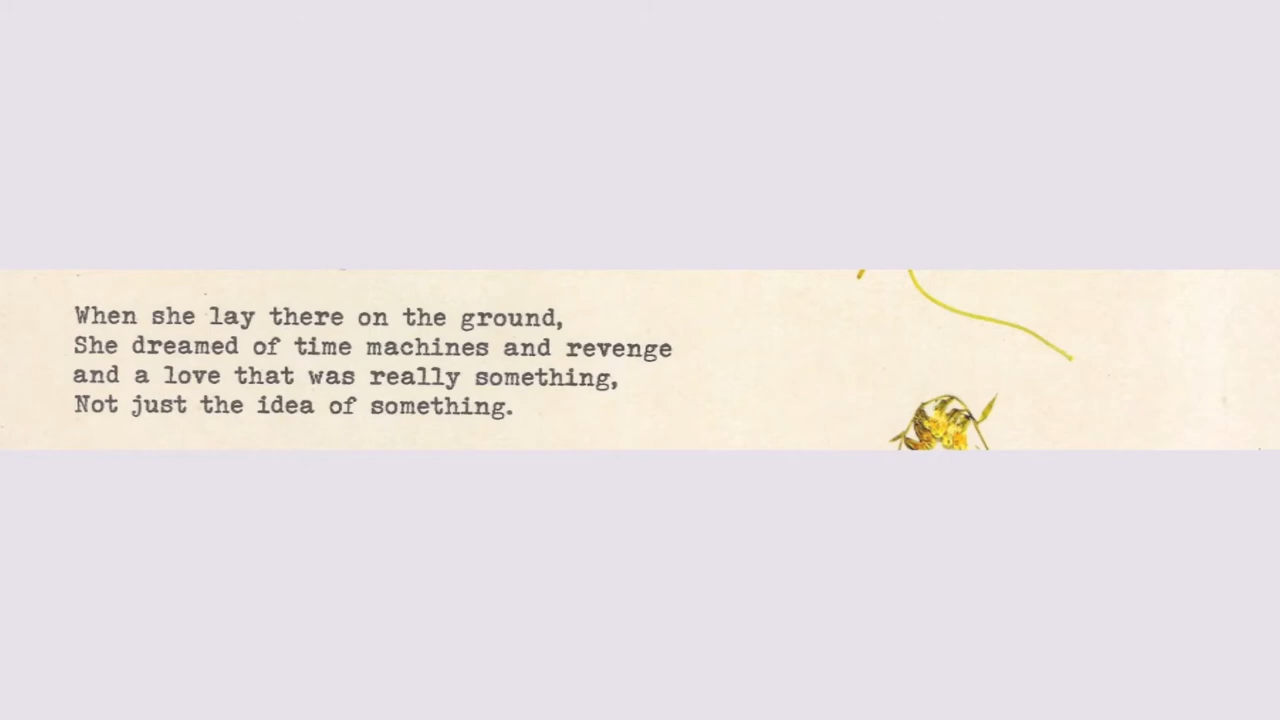 When she lay there on the ground,
She dreamed of time machines and revenge
and a love that was really something,
Not just the idea of something.